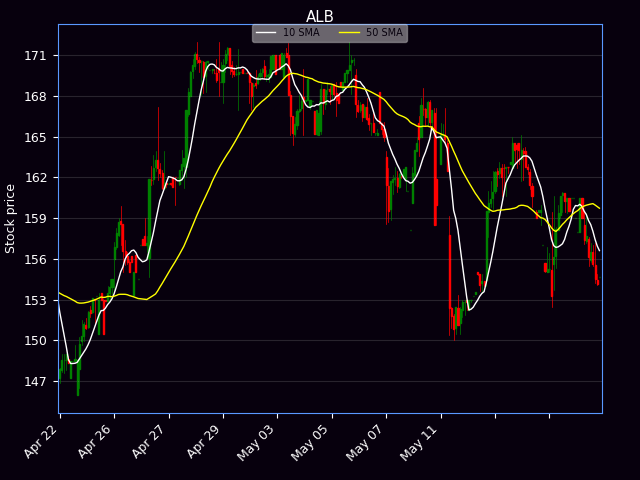 ALB
10 SMA
50 SMA
Stock price
171
168
165
162
159
156
153
150
147
Apr 22
Apr 26
Apr 27
Apr 29
May 03
May 05
May 07
May 11